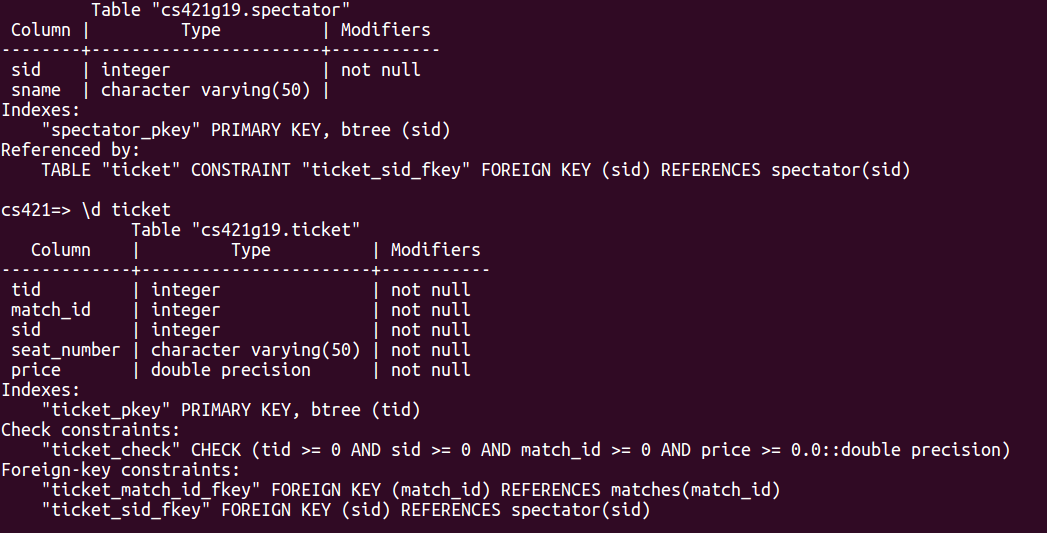 Table "cs421g19.spectator"
 Column |         Type          | Modifiers
--------+-----------------------+-----------
 sid    | integer               | not null
 sname  | character varying(50) |
Indexes:
    "spectator_pkey" PRIMARY KEY, btree (sid)
Referenced by:
    TABLE "ticket" CONSTRAINT "ticket_sid_fkey" FOREIGN KEY (sid) REFERENCES spectator(sid)

cs421=> \d ticket
             Table "cs421g19.ticket"
   Column    |         Type          | Modifiers
-------------+-----------------------+-----------
 tid         | integer               | not null
 match_id    | integer               | not null
 sid         | integer               | not null
 seat_number | character varying(50) | not null
 price       | double precision      | not null
Indexes:
    "ticket_pkey" PRIMARY KEY, btree (tid)
Check constraints:
    "ticket_check" CHECK (tid >= 0 AND sid >= 0 AND match_id >= 0 AND price >= 0.0::double precision)
Foreign-key constraints:
    "ticket_match_id_fkey" FOREIGN KEY (match_id) REFERENCES matches(match_id)
    "ticket_sid_fkey" FOREIGN KEY (sid) REFERENCES spectator(sid)